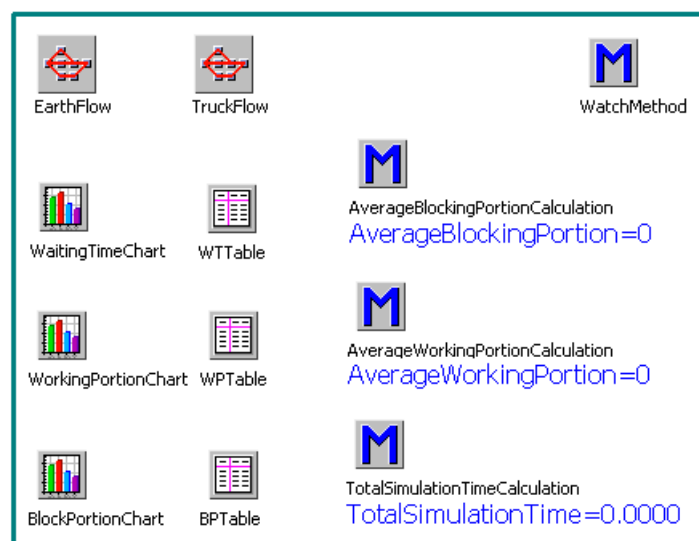 EarthFlow
TruckFlow
WatchMethod
AverageBlockingPortionCalculation
AverageBlockingPortion=0
WaitingTimeChart
WTTable
AverageWorkingPortionCalculation
AverageWorkingPortion=0
WorkingPortionChart
WPTable
TotalSimulationTimeCalculation
TotalSimulationTime=0.0000
BlockPortionChart
BPTable